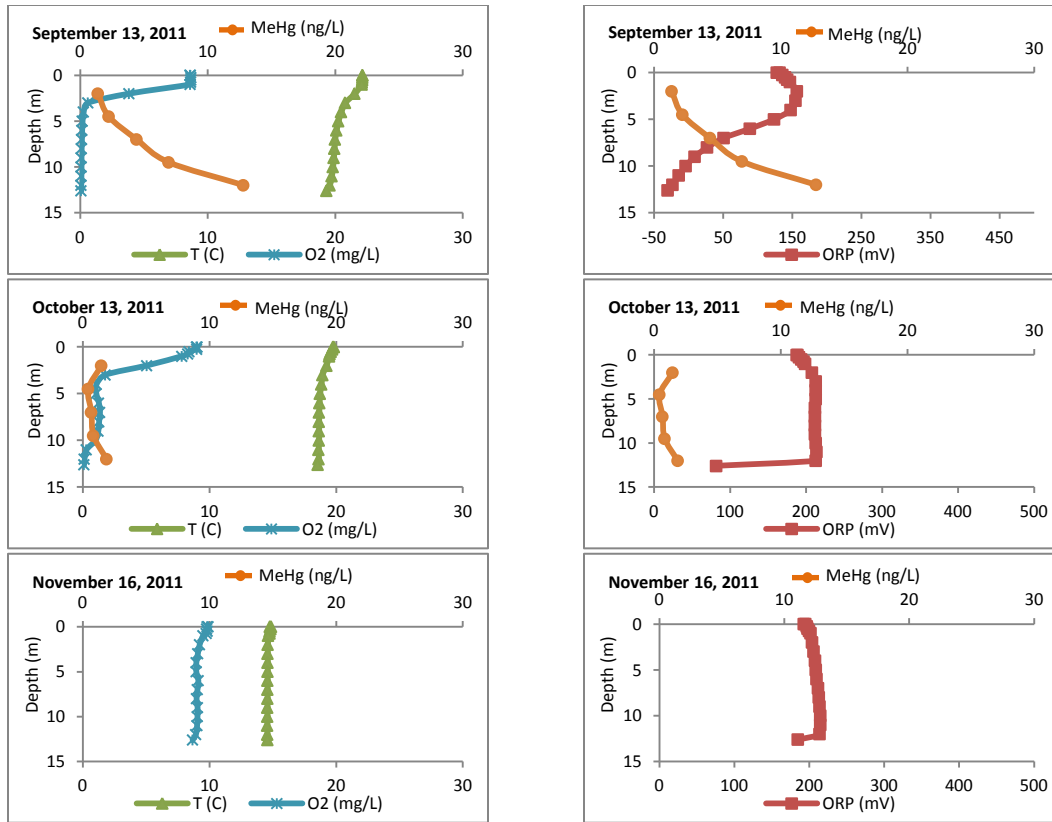 September 13, 2011 MeHg (ng/L)
0 10 20 30
0
5
10
15
Depth (m)
0 10 20 30
T (C) O2 (mg/L)
September 13, 2011 MeHg (ng/L)
0 10 20 30
0
5
10
15
Depth (m)
-50 50 150 250 350 450
ORP (mV)
October 13, 2011 MeHg (ng/L)
0 10 20 30
0
5
10
15
Depth (m)
0 10 20 30
T (C) O2 (mg/L)
October 13, 2011 MeHg (ng/L)
0 10 20 30
0
5
10
15
Depth (m)
0 100 200 300 400 500
ORP (mV)
November 16, 2011 MeHg (ng/L)
0 10 20 30
0
5
10
15
Depth (m)
0 10 20 30
T (C) O2 (mg/L)
November 16, 2011 MeHg (ng/L)
0 10 20 30
0
5
10
15
Depth (m)
0 100 200 300 400 500
ORP (mV)